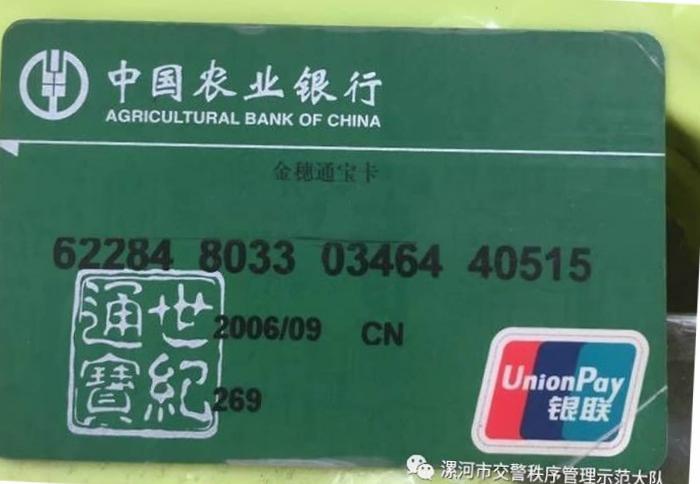 中国农业银行
AGRICULTURAL BANK OF CHINA
金穗通宝卡
62284 8033 03464 40515
世紀
通寶
2006/09 CN
269
UnionPay
银联
漯河市交警秩序管理示范大队